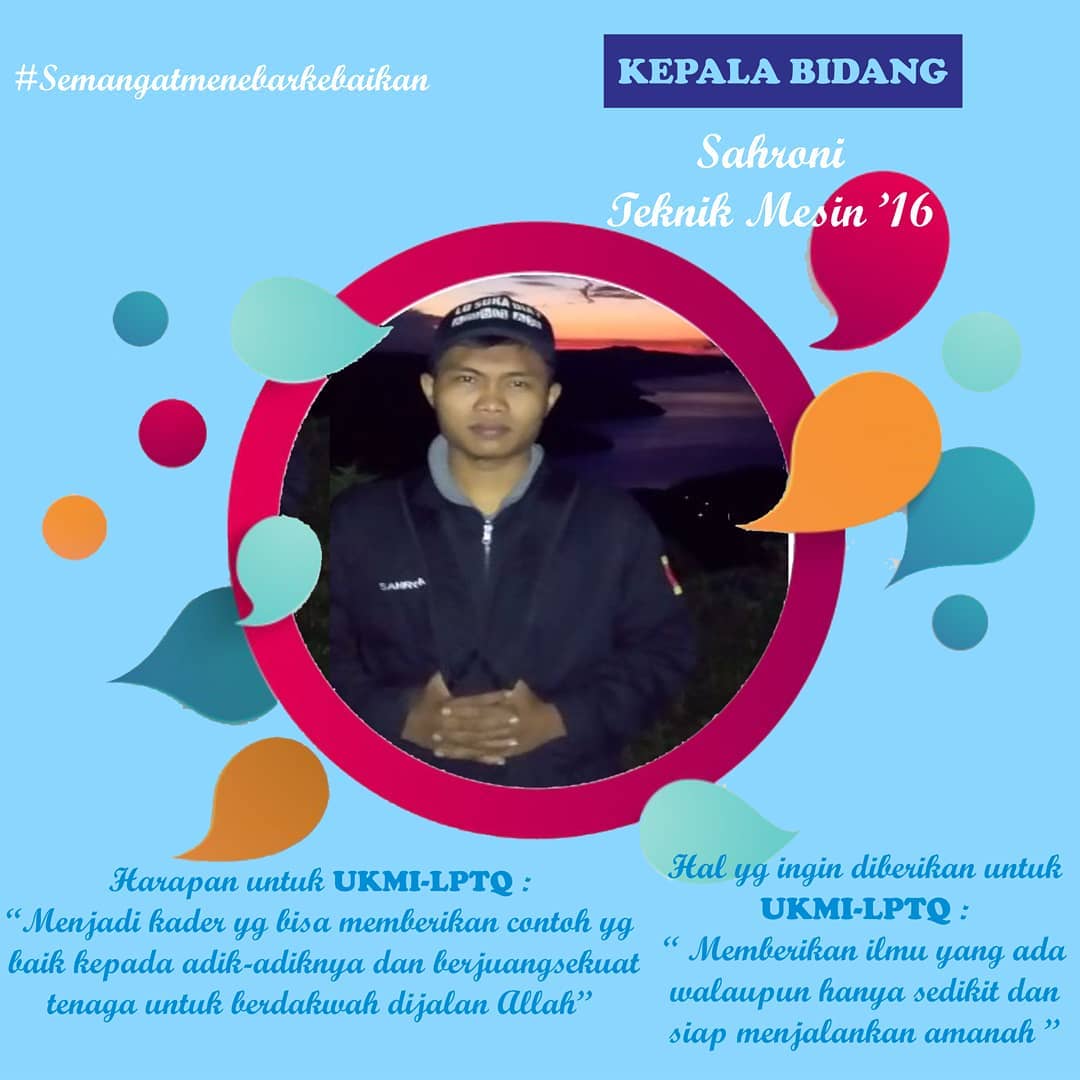 #Semangatmenebarkebaikan
KEPALA BIDANG
Sahroni
Teknik Mesin ’16
LO SUKA
Harapan untuk UKMI-LPTQ :
“Menjadi kader yg bisa memberikan contoh yg
baik kepada adik-adiknya dan berjuangsekuat
tenaga untuk berdakwah dijalan Allah”
Hal yg ingin diberikan untuk
UKMI-LPTQ :
“ Memberikan ilmu yang ada
walaupun hanya sedikit dan
siap menjalankan amanah ”